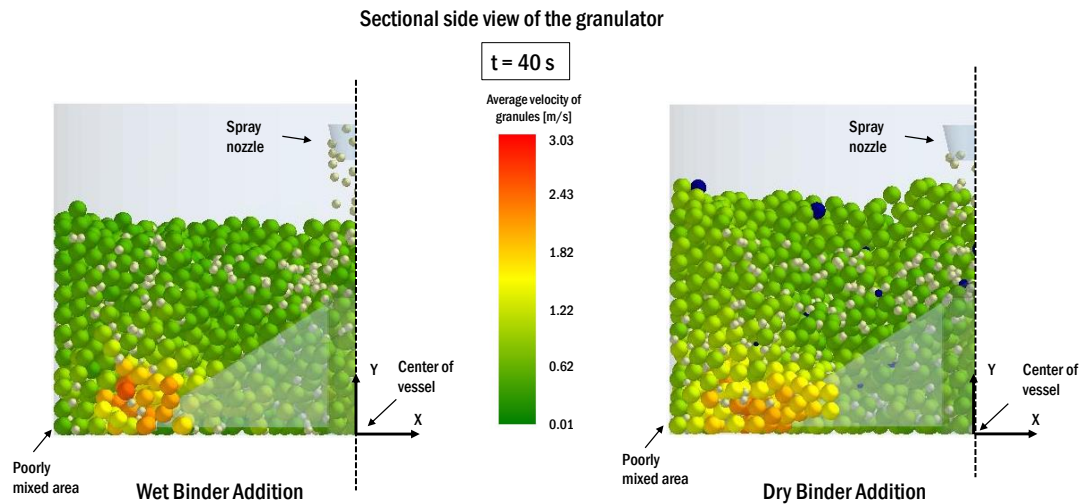 Sectional side view of the granulator
t = 40 s
Spray
nozzle
Average velocity of
granules [m/s]
3.03
2.43
1.82
1.22
0.62
0.01
Y
Center of
vessel
X
Poorly
mixed area
Wet Binder Addition
Spray
nozzle
Y
Center of
vessel
X
Poorly
mixed area
Dry Binder Addition